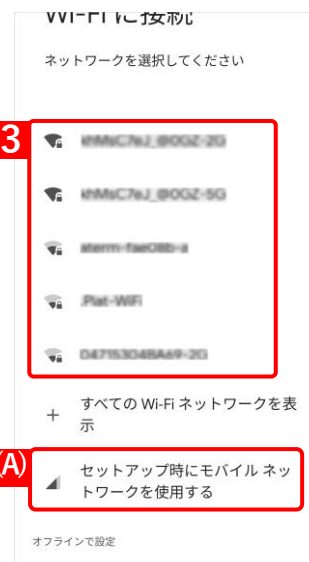 Wi-Fi に接続
ネットワークを選択してください
3
.Plat-WiFi
すべての Wi-Fi ネットワークを表
示
(A)
セットアップ時にモバイル ネッ
トワークを使用する
オフラインで設定